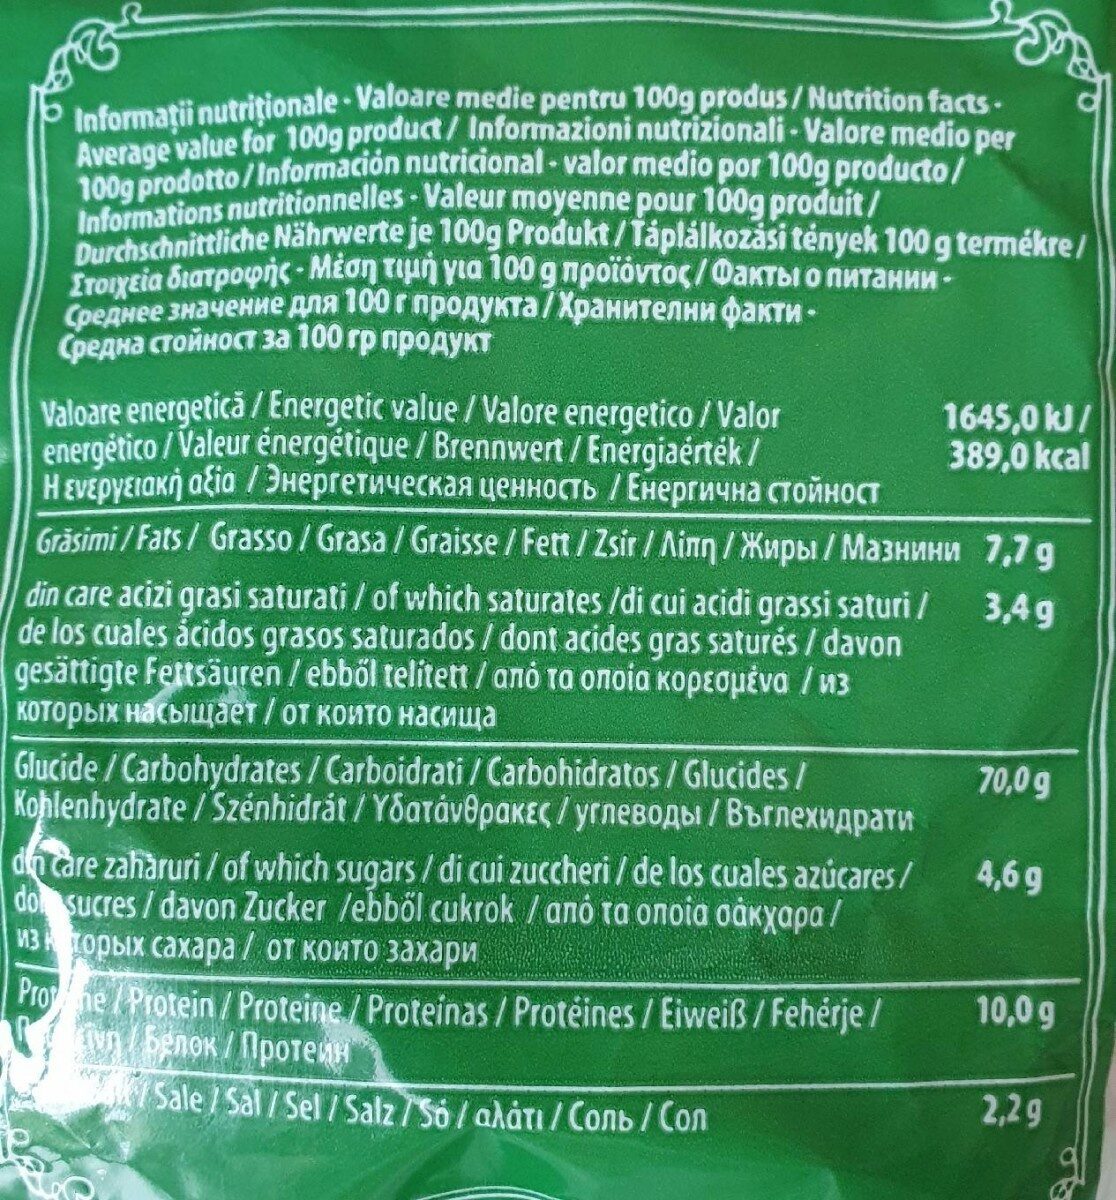 Informații nutriționale - Valoare medie pentru 100g produs / Nutrition facts -
Average value for 100g product / Informazioni nutrizionali - Valore medio per
100g prodotto / Información nutricional - valor medio por 100g producto /
Informations nutritionnelles - Valeur moyenne pour 100g produit /
Durchschnittliche Nährwerte je 100g Produkt / Táplálkozási tények 100 g termékre /
Στοιχεία διατροφής - Μέση τιμή για 100 g προϊόντος / Факты о питании -
Среднее значение для 100 г продукта / Хранителни факти -
Средна стойност за 100 гр продукт
Valoare energetică / Energetic value / Valore energetico / Valor 1645,0 kJ /
energético / Valeur énergétique / Brennwert / Energiaérték / 389,0 kcal
Η ενεργειακή αξία / Энергетическая ценность / Енергична стойност
Grăsimi / Fats / Grasso / Grasa / Graisse / Fett / Zsír / Λίπη / Жиры / Мазнини 7,7 g
din care acizi grasi saturati / of which saturates /di cui acidi grassi saturi / 3,4 g
de los cuales ácidos grasos saturados / dont acides gras saturés / davon
gesättigte Fettsäuren / ebből telített / από τα οποία κορεσμένα / из
которых насыщает / от които насища
Glucide / Carbohydrates / Carboidrati / Carbohidratos / Glucides / 70,0 g
Kohlenhydrate / Szénhidrát / Υδατάνθρακες / углеводы / Въглехидрати
din care zaharuri / of which sugars / di cui zuccheri / de los cuales azúcares / 4,6 g
sucres / davon Zucker /ebből cukrok / από τα οποία σάκχαρα /
из которых сахара / от които захари
/ Protein / Proteine / Proteínas / Protéines / Eiweiß / Fehérje / 10,0 g
/ Белок / Протеин
/ Sale / Sal / Sel / Salz / Só / αλάτι / Соль / Сол 2,2 g